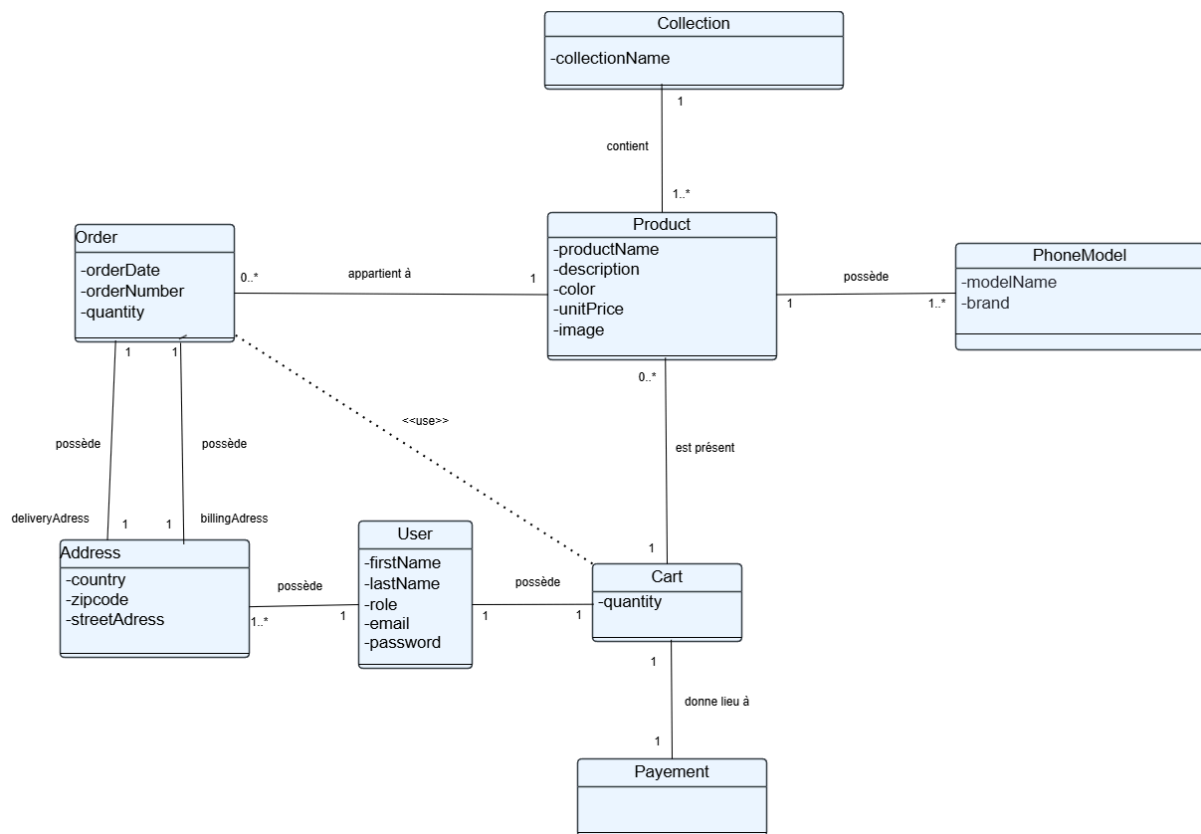 Collection
-collectionName
1
contient
1..*
Product
-productName
-description
-color
-unitPrice
-image
Order
-orderDate
-orderNumber
-quantity
0..*
appartient à
1
PhoneModel
-modelName
-brand
possède
1
1..*
1
1
0..*
<<use>>
possède
possède
est présent
deliveryAdress
1
1
billingAdress
1
Address
-country
-zipcode
-streetAdress
User
-firstName
-lastName
-role
-email
-password
possède
1..*
1
possède
1
1
Cart
-quantity
1
donne lieu à
1
Payement